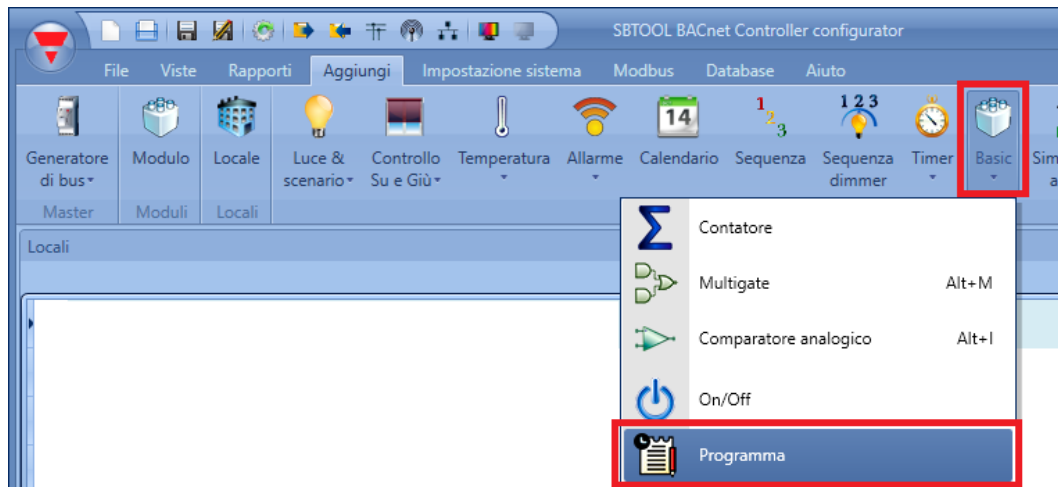 SBTOOL BACnet Controller configurator
File Viste Rapporti Aggiungi Impostazione sistema Modbus Database Aiuto
14 1 2 3 1 2 3
Generatore di bus Modulo Locale Luce & scenario Controllo Su e Giù Temperatura Allarme Calendario Sequenza Sequenza dimmer Timer Basic
Master Moduli Locali
Locali
Contatore
Multigate Alt+M
Comparatore analogico Alt+I
On/Off
Programma